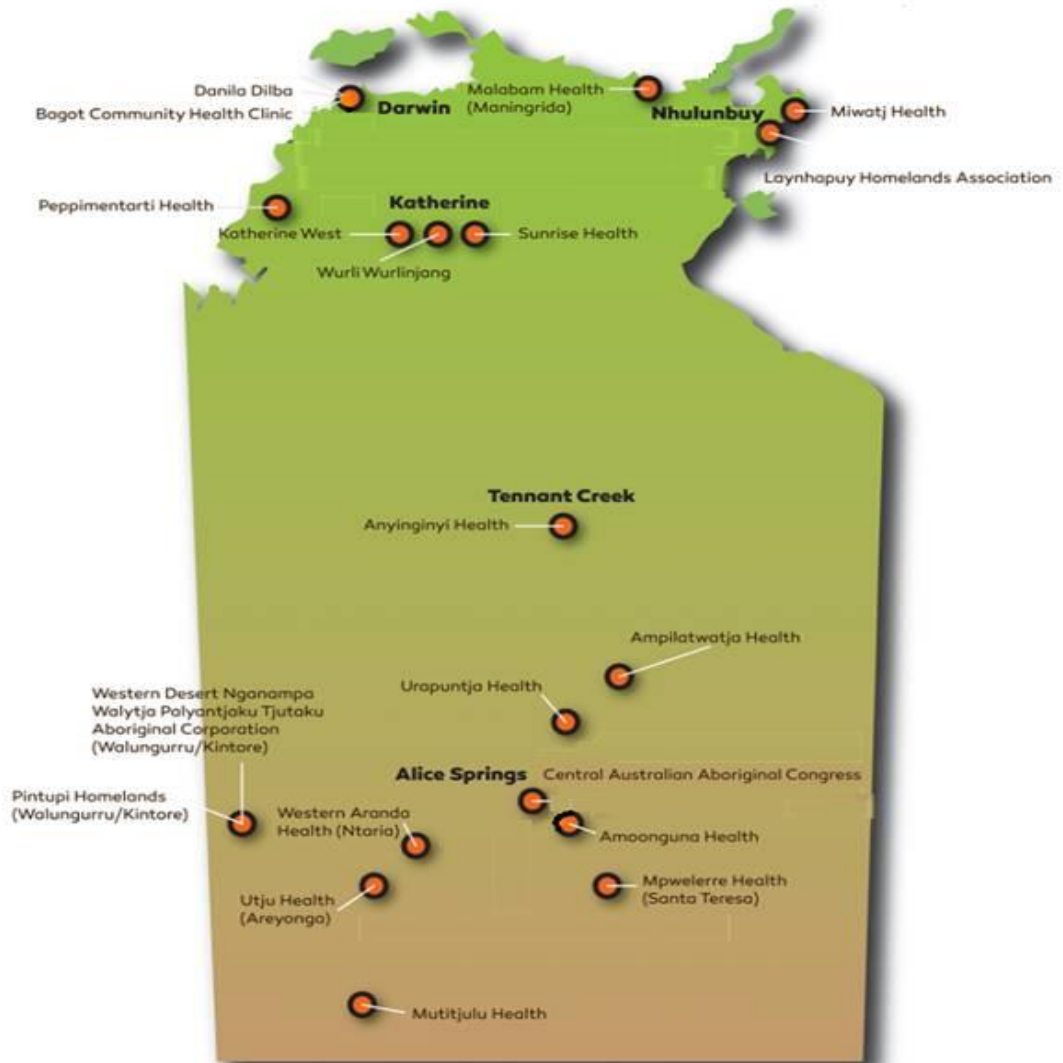 Danila Dilba
Bagot Community Health Clinic
Darwin
Malabam Health
(Maningrida)
Nhulunbuy
Miwatj Health
Laynhapuy Homelands Association
Peppimentarti Health
Katherine
Katherine West
Sunrise Health
Wurli Wurlinjang
Tennant Creek
Anyinginyi Health
Ampilatwatja Health
Urapuntja Health
Western Desert Nganampa
Walytja Palyantjaku Tjutaku
Aboriginal Corporation
(Walungurru/Kintore)
Alice Springs
Central Australian Aboriginal Congress
Pintupi Homelands
(Walungurru/Kintore)
Western Aranda
Health (Ntaria)
Amoonguna Health
Utju Health
(Areyonga)
Mpwelerre Health
(Santa Teresa)
Mutitjulu Health